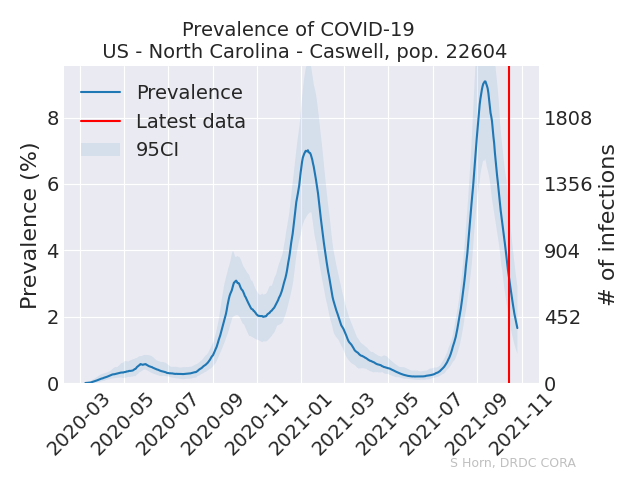 Prevalence of COVID-19
US - North Carolina - Caswell, pop. 22604
Prevalence
Latest data
95CI
Prevalence (%)
8
6
4
2
0
1808
1356
904
452
0
# of infections
2020-03
2020-05
2020-07
2020-09
2020-11
2021-01
2021-03
2021-05
2021-07
2021-09
2021-11
S Horn, DRDC CORA